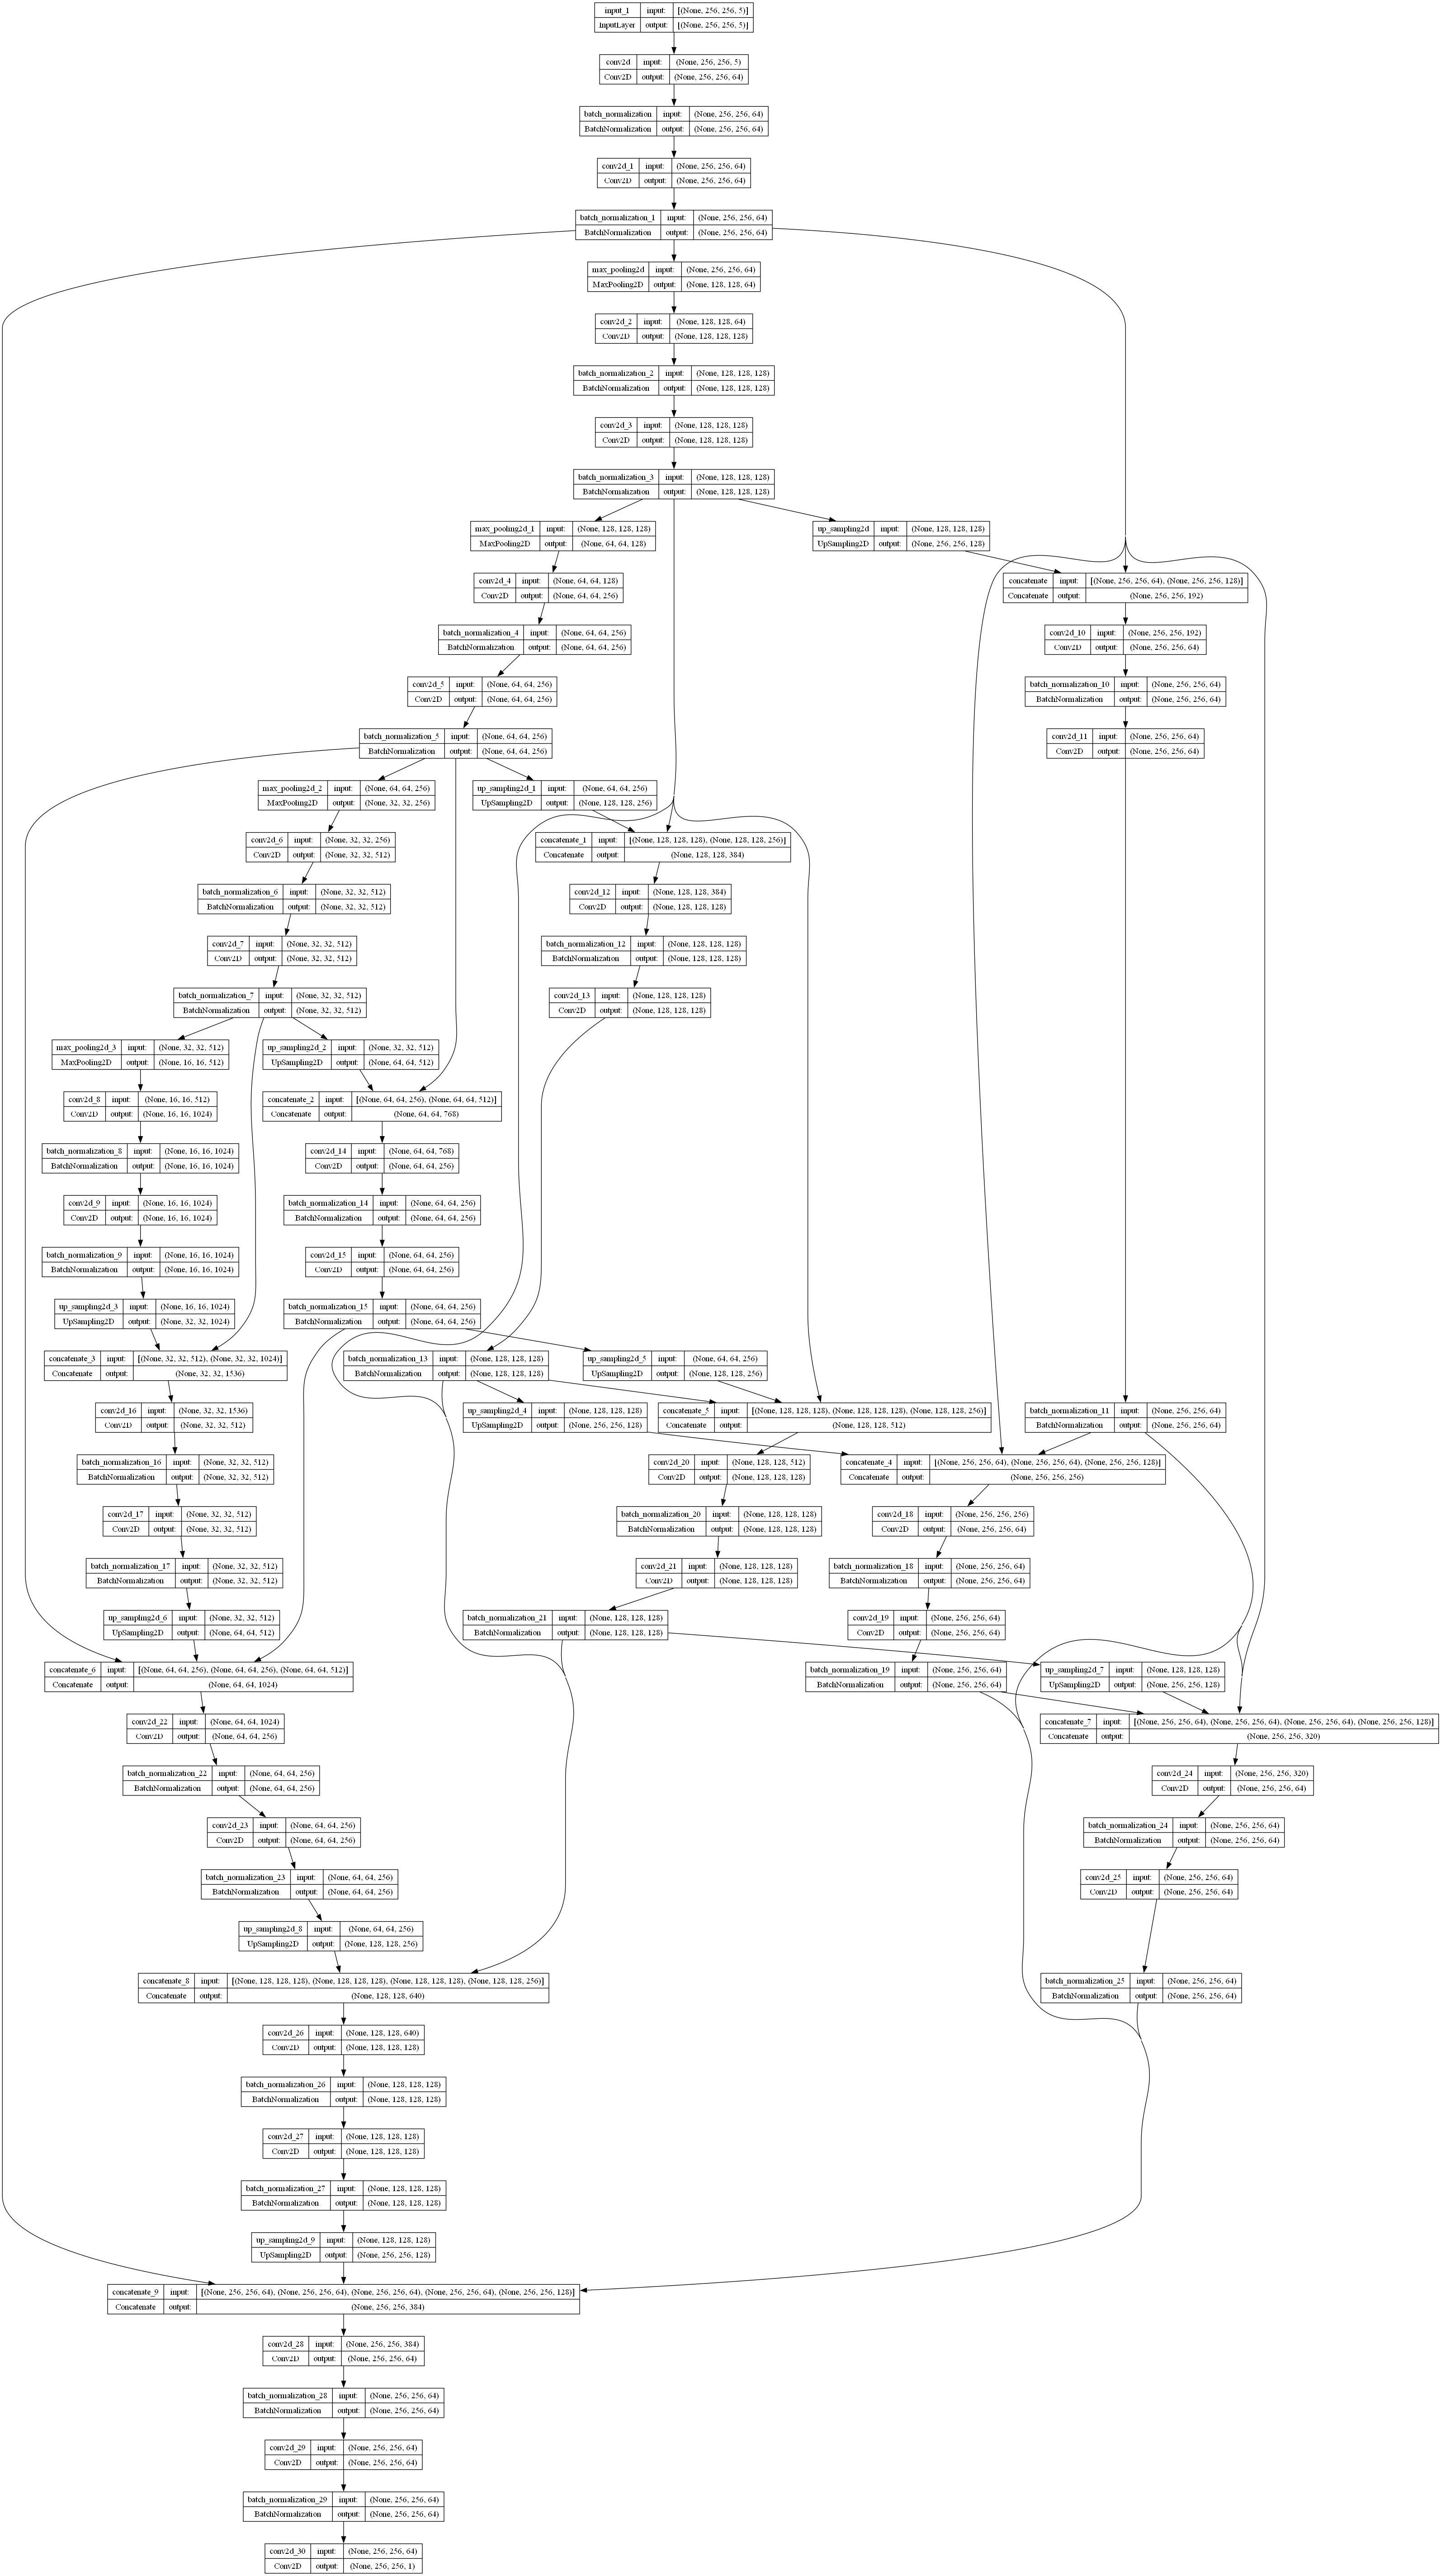 input_1 input: [(None, 256, 256, 5)]
InputLayer output: [(None, 256, 256, 5)]
conv2d input: (None, 256, 256, 5)
Conv2D output: (None, 256, 256, 64)
batch_normalization input: (None, 256, 256, 64)
BatchNormalization output: (None, 256, 256, 64)
conv2d_1 input: (None, 256, 256, 64)
Conv2D output: (None, 256, 256, 64)
batch_normalization_1 input: (None, 256, 256, 64)
BatchNormalization output: (None, 256, 256, 64)
max_pooling2d input: (None, 256, 256, 64)
MaxPooling2D output: (None, 128, 128, 64)
conv2d_2 input: (None, 128, 128, 64)
Conv2D output: (None, 128, 128, 128)
batch_normalization_2 input: (None, 128, 128, 128)
BatchNormalization output: (None, 128, 128, 128)
conv2d_3 input: (None, 128, 128, 128)
Conv2D output: (None, 128, 128, 128)
batch_normalization_3 input: (None, 128, 128, 128)
BatchNormalization output: (None, 128, 128, 128)
max_pooling2d_1 input: (None, 128, 128, 128)
MaxPooling2D output: (None, 64, 64, 128)
up_sampling2d input: (None, 128, 128, 128)
UpSampling2D output: (None, 256, 256, 128)
conv2d_4 input: (None, 64, 64, 128)
Conv2D output: (None, 64, 64, 256)
concatenate input: [(None, 256, 256, 64), (None, 256, 256, 128)]
Concatenate output: (None, 256, 256, 192)
batch_normalization_4 input: (None, 64, 64, 256)
BatchNormalization output: (None, 64, 64, 256)
conv2d_10 input: (None, 256, 256, 192)
Conv2D output: (None, 256, 256, 64)
conv2d_5 input: (None, 64, 64, 256)
Conv2D output: (None, 64, 64, 256)
batch_normalization_10 input: (None, 256, 256, 64)
BatchNormalization output: (None, 256, 256, 64)
batch_normalization_5 input: (None, 64, 64, 256)
BatchNormalization output: (None, 64, 64, 256)
conv2d_11 input: (None, 256, 256, 64)
Conv2D output: (None, 256, 256, 64)
max_pooling2d_2 input: (None, 64, 64, 256)
MaxPooling2D output: (None, 32, 32, 256)
up_sampling2d_1 input: (None, 64, 64, 256)
UpSampling2D output: (None, 128, 128, 256)
conv2d_6 input: (None, 32, 32, 256)
Conv2D output: (None, 32, 32, 512)
concatenate_1 input: [(None, 128, 128, 128), (None, 128, 128, 256)]
Concatenate output: (None, 128, 128, 384)
batch_normalization_6 input: (None, 32, 32, 512)
BatchNormalization output: (None, 32, 32, 512)
conv2d_12 input: (None, 128, 128, 384)
Conv2D output: (None, 128, 128, 128)
conv2d_7 input: (None, 32, 32, 512)
Conv2D output: (None, 32, 32, 512)
batch_normalization_12 input: (None, 128, 128, 128)
BatchNormalization output: (None, 128, 128, 128)
batch_normalization_7 input: (None, 32, 32, 512)
BatchNormalization output: (None, 32, 32, 512)
conv2d_13 input: (None, 128, 128, 128)
Conv2D output: (None, 128, 128, 128)
max_pooling2d_3 input: (None, 32, 32, 512)
MaxPooling2D output: (None, 16, 16, 512)
up_sampling2d_2 input: (None, 32, 32, 512)
UpSampling2D output: (None, 64, 64, 512)
conv2d_8 input: (None, 16, 16, 512)
Conv2D output: (None, 16, 16, 1024)
concatenate_2 input: [(None, 64, 64, 256), (None, 64, 64, 512)]
Concatenate output: (None, 64, 64, 768)
batch_normalization_8 input: (None, 16, 16, 1024)
BatchNormalization output: (None, 16, 16, 1024)
conv2d_14 input: (None, 64, 64, 768)
Conv2D output: (None, 64, 64, 256)
conv2d_9 input: (None, 16, 16, 1024)
Conv2D output: (None, 16, 16, 1024)
batch_normalization_14 input: (None, 64, 64, 256)
BatchNormalization output: (None, 64, 64, 256)
batch_normalization_9 input: (None, 16, 16, 1024)
BatchNormalization output: (None, 16, 16, 1024)
conv2d_15 input: (None, 64, 64, 256)
Conv2D output: (None, 64, 64, 256)
up_sampling2d_3 input: (None, 16, 16, 1024)
UpSampling2D output: (None, 32, 32, 1024)
batch_normalization_15 input: (None, 64, 64, 256)
BatchNormalization output: (None, 64, 64, 256)
concatenate_3 input: [(None, 32, 32, 512), (None, 32, 32, 1024)]
Concatenate output: (None, 32, 32, 1536)
batch_normalization_13 input: (None, 128, 128, 128)
BatchNormalization output: (None, 128, 128, 128)
up_sampling2d_5 input: (None, 64, 64, 256)
UpSampling2D output: (None, 128, 128, 256)
conv2d_16 input: (None, 32, 32, 1536)
Conv2D output: (None, 32, 32, 512)
up_sampling2d_4 input: (None, 128, 128, 128)
UpSampling2D output: (None, 256, 256, 128)
concatenate_5 input: [(None, 128, 128, 128), (None, 128, 128, 128), (None, 128, 128, 256)]
Concatenate output: (None, 128, 128, 512)
batch_normalization_11 input: (None, 256, 256, 64)
BatchNormalization output: (None, 256, 256, 64)
batch_normalization_16 input: (None, 32, 32, 512)
BatchNormalization output: (None, 32, 32, 512)
conv2d_20 input: (None, 128, 128, 512)
Conv2D output: (None, 128, 128, 128)
concatenate_4 input: [(None, 256, 256, 64), (None, 256, 256, 64), (None, 256, 256, 128)]
Concatenate output: (None, 256, 256, 256)
conv2d_17 input: (None, 32, 32, 512)
Conv2D output: (None, 32, 32, 512)
batch_normalization_20 input: (None, 128, 128, 128)
BatchNormalization output: (None, 128, 128, 128)
conv2d_18 input: (None, 256, 256, 256)
Conv2D output: (None, 256, 256, 64)
batch_normalization_17 input: (None, 32, 32, 512)
BatchNormalization output: (None, 32, 32, 512)
conv2d_21 input: (None, 128, 128, 128)
Conv2D output: (None, 128, 128, 128)
batch_normalization_18 input: (None, 256, 256, 64)
BatchNormalization output: (None, 256, 256, 64)
up_sampling2d_6 input: (None, 32, 32, 512)
UpSampling2D output: (None, 64, 64, 512)
batch_normalization_21 input: (None, 128, 128, 128)
BatchNormalization output: (None, 128, 128, 128)
conv2d_19 input: (None, 256, 256, 64)
Conv2D output: (None, 256, 256, 64)
concatenate_6 input: [(None, 64, 64, 256), (None, 64, 64, 256), (None, 64, 64, 512)]
Concatenate output: (None, 64, 64, 1024)
batch_normalization_19 input: (None, 256, 256, 64)
BatchNormalization output: (None, 256, 256, 64)
up_sampling2d_7 input: (None, 128, 128, 128)
UpSampling2D output: (None, 256, 256, 128)
conv2d_22 input: (None, 64, 64, 1024)
Conv2D output: (None, 64, 64, 256)
concatenate_7 input: [(None, 256, 256, 64), (None, 256, 256, 64), (None, 256, 256, 64), (None, 256, 256, 128)]
Concatenate output: (None, 256, 256, 320)
batch_normalization_22 input: (None, 64, 64, 256)
BatchNormalization output: (None, 64, 64, 256)
conv2d_24 input: (None, 256, 256, 320)
Conv2D output: (None, 256, 256, 64)
conv2d_23 input: (None, 64, 64, 256)
Conv2D output: (None, 64, 64, 256)
batch_normalization_24 input: (None, 256, 256, 64)
BatchNormalization output: (None, 256, 256, 64)
batch_normalization_23 input: (None, 64, 64, 256)
BatchNormalization output: (None, 64, 64, 256)
conv2d_25 input: (None, 256, 256, 64)
Conv2D output: (None, 256, 256, 64)
up_sampling2d_8 input: (None, 64, 64, 256)
UpSampling2D output: (None, 128, 128, 256)
concatenate_8 input: [(None, 128, 128, 128), (None, 128, 128, 128), (None, 128, 128, 128), (None, 128, 128, 256)]
Concatenate output: (None, 128, 128, 640)
batch_normalization_25 input: (None, 256, 256, 64)
BatchNormalization output: (None, 256, 256, 64)
conv2d_26 input: (None, 128, 128, 640)
Conv2D output: (None, 128, 128, 128)
batch_normalization_26 input: (None, 128, 128, 128)
BatchNormalization output: (None, 128, 128, 128)
conv2d_27 input: (None, 128, 128, 128)
Conv2D output: (None, 128, 128, 128)
batch_normalization_27 input: (None, 128, 128, 128)
BatchNormalization output: (None, 128, 128, 128)
up_sampling2d_9 input: (None, 128, 128, 128)
UpSampling2D output: (None, 256, 256, 128)
concatenate_9 input: [(None, 256, 256, 64), (None, 256, 256, 64), (None, 256, 256, 64), (None, 256, 256, 64), (None, 256, 256, 128)]
Concatenate output: (None, 256, 256, 384)
conv2d_28 input: (None, 256, 256, 384)
Conv2D output: (None, 256, 256, 64)
batch_normalization_28 input: (None, 256, 256, 64)
BatchNormalization output: (None, 256, 256, 64)
conv2d_29 input: (None, 256, 256, 64)
Conv2D output: (None, 256, 256, 64)
batch_normalization_29 input: (None, 256, 256, 64)
BatchNormalization output: (None, 256, 256, 64)
conv2d_30 input: (None, 256, 256, 64)
Conv2D output: (None, 256, 256, 1)